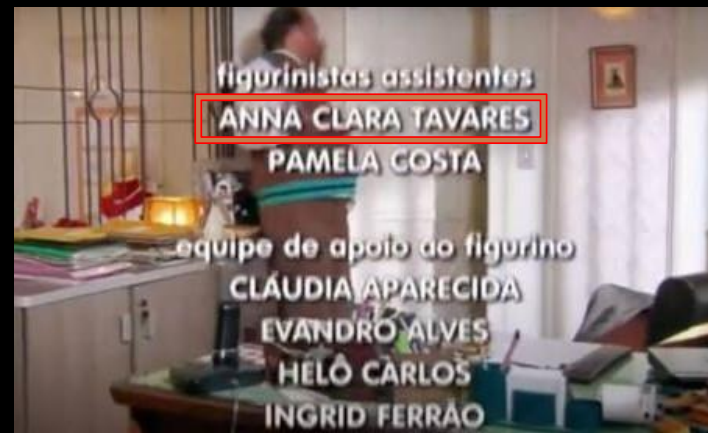 figurinistas assistentes
ANNA CLARA TAVARES
PAMELA COSTA
equipe de apoio ao figurino
CLÁUDIA APARECIDA
EVANDRO ALVES
HELÔ CARLOS
INGRID FERRÃO